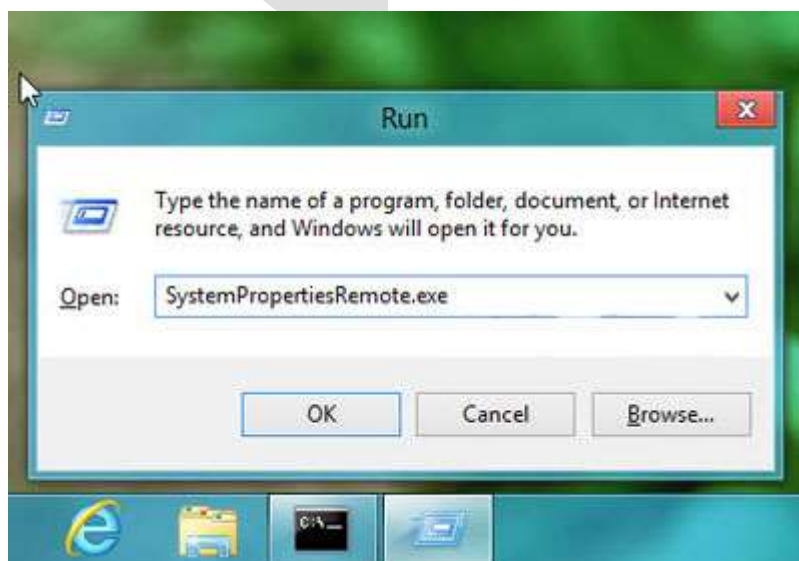 Run
Type the name of a program, folder, document, or Internet
resource, and Windows will open it for you.
Open: SystemPropertiesRemote.exe
OK Cancel Browse...
C:\_